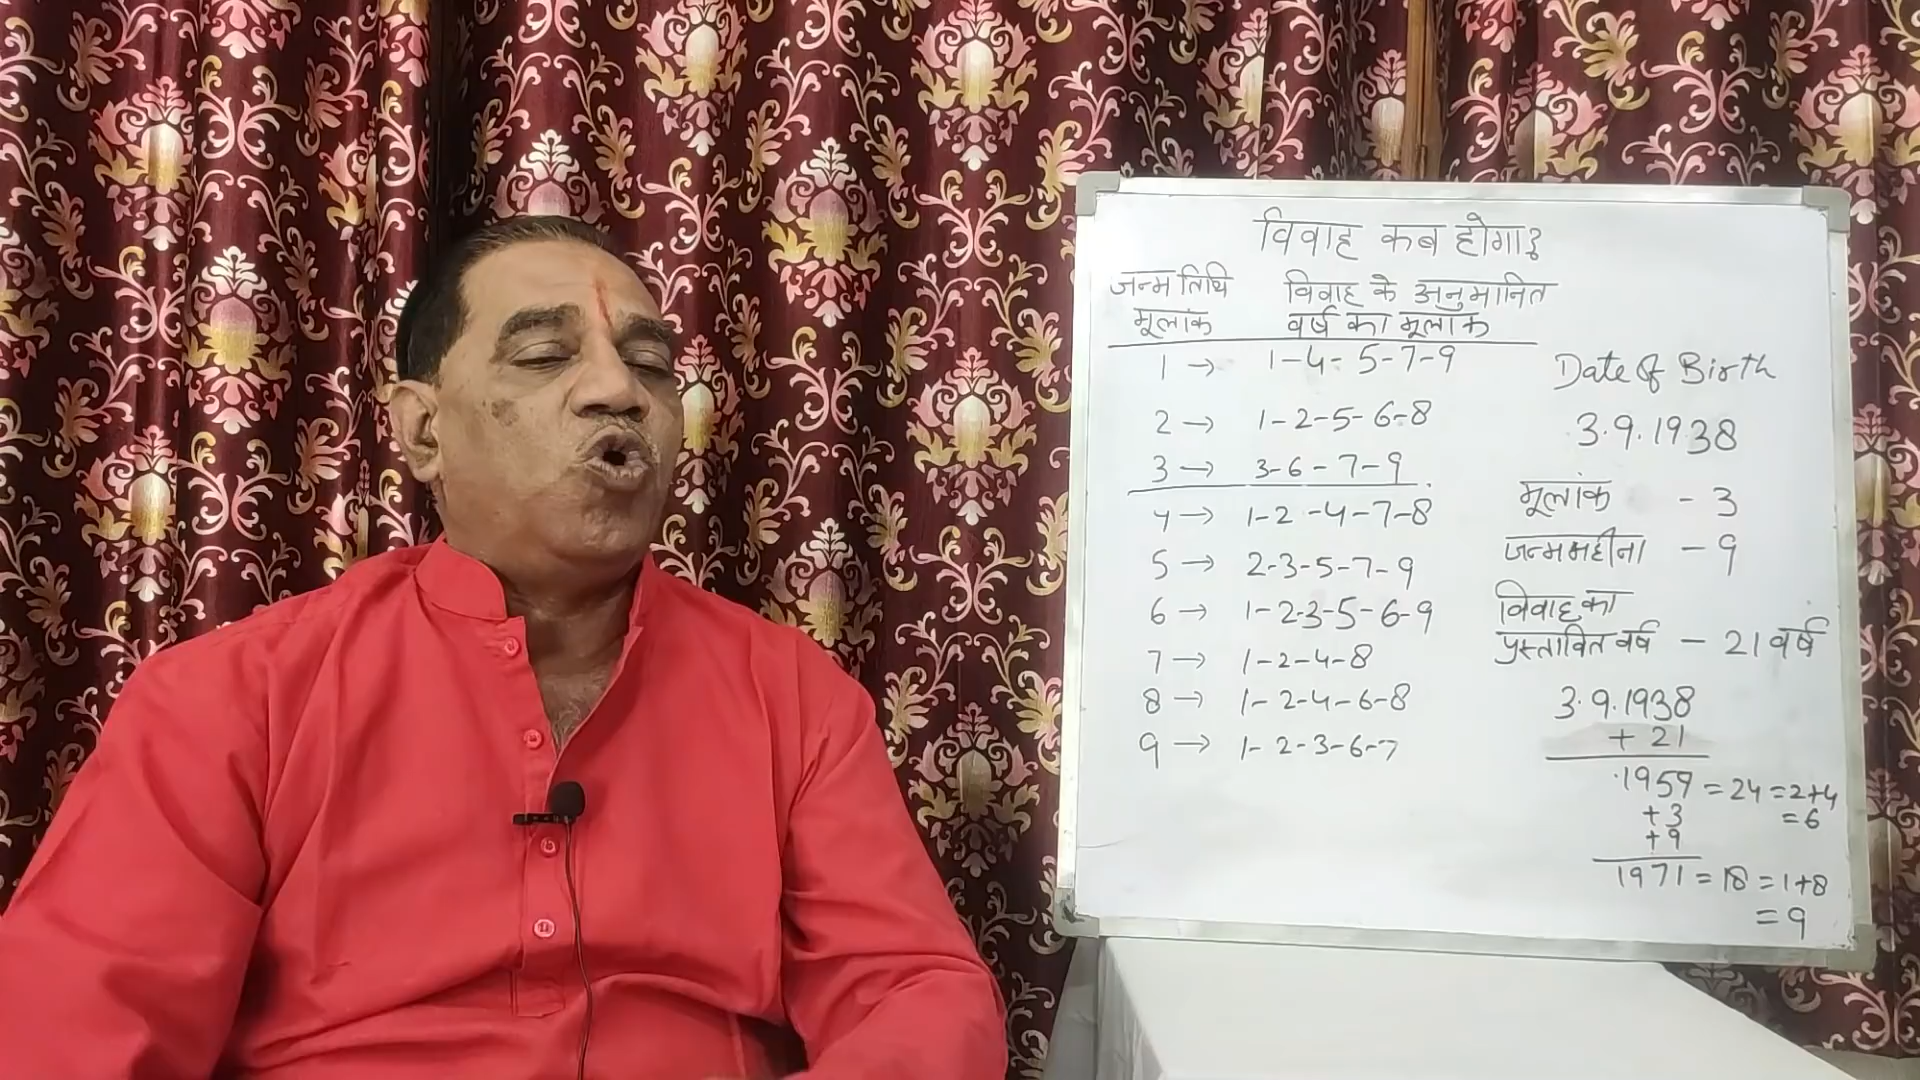 विवाह कब होगा?
जन्म तिथि
मूलांक
विवाह के अनुमानित
वर्ष का मूलांक
1 → 1-4-5-7-9
2 → 1-2-5-6-8
3 → 3-6-7-9
4 → 1-2-4-7-8
5 → 2-3-5-7-9
6 → 1-2-3-5-6-9
7 → 1-2-4-8
8 → 1-2-4-6-8
9 → 1-2-3-6-7
Date of Birth
3.9.1938
मूलांक - 3
जन्म महीना - 9
विवाह का
प्रस्तावित वर्ष - 21 वर्ष
3.9.1938
+ 21
1959 = 24 = 2+4
+3 = 6
+9
1971 = 18 = 1+8
= 9